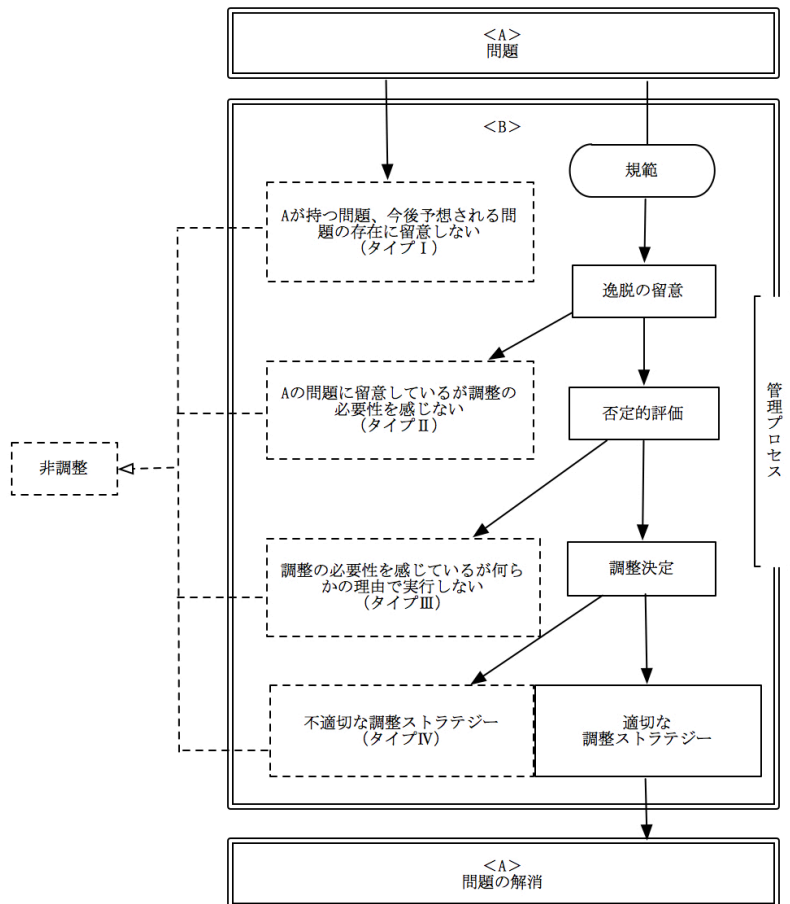 ＜A＞
問題
＜B＞
規範
Aが持つ問題、今後予想される問
題の存在に留意しない
（タイプⅠ）
逸脱の留意
Aの問題に留意しているが調整の
必要性を感じない
（タイプⅡ）
否定的評価
管理プロセス
非調整
調整の必要性を感じているが何ら
かの理由で実行しない
（タイプⅢ）
調整決定
不適切な調整ストラテジー
（タイプⅣ）
適切な
調整ストラテジー
＜A＞
問題の解消